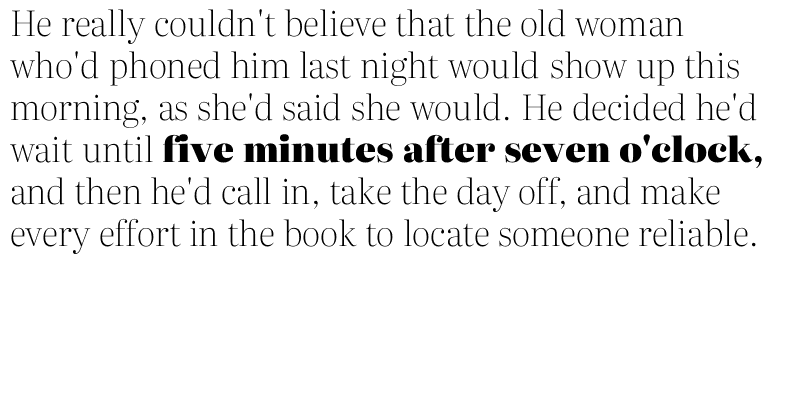 He really couldn't believe that the old woman
who'd phoned him last night would show up this
morning, as she'd said she would. He decided he'd
wait until five minutes after seven o'clock,
and then he'd call in, take the day off, and make
every effort in the book to locate someone reliable.